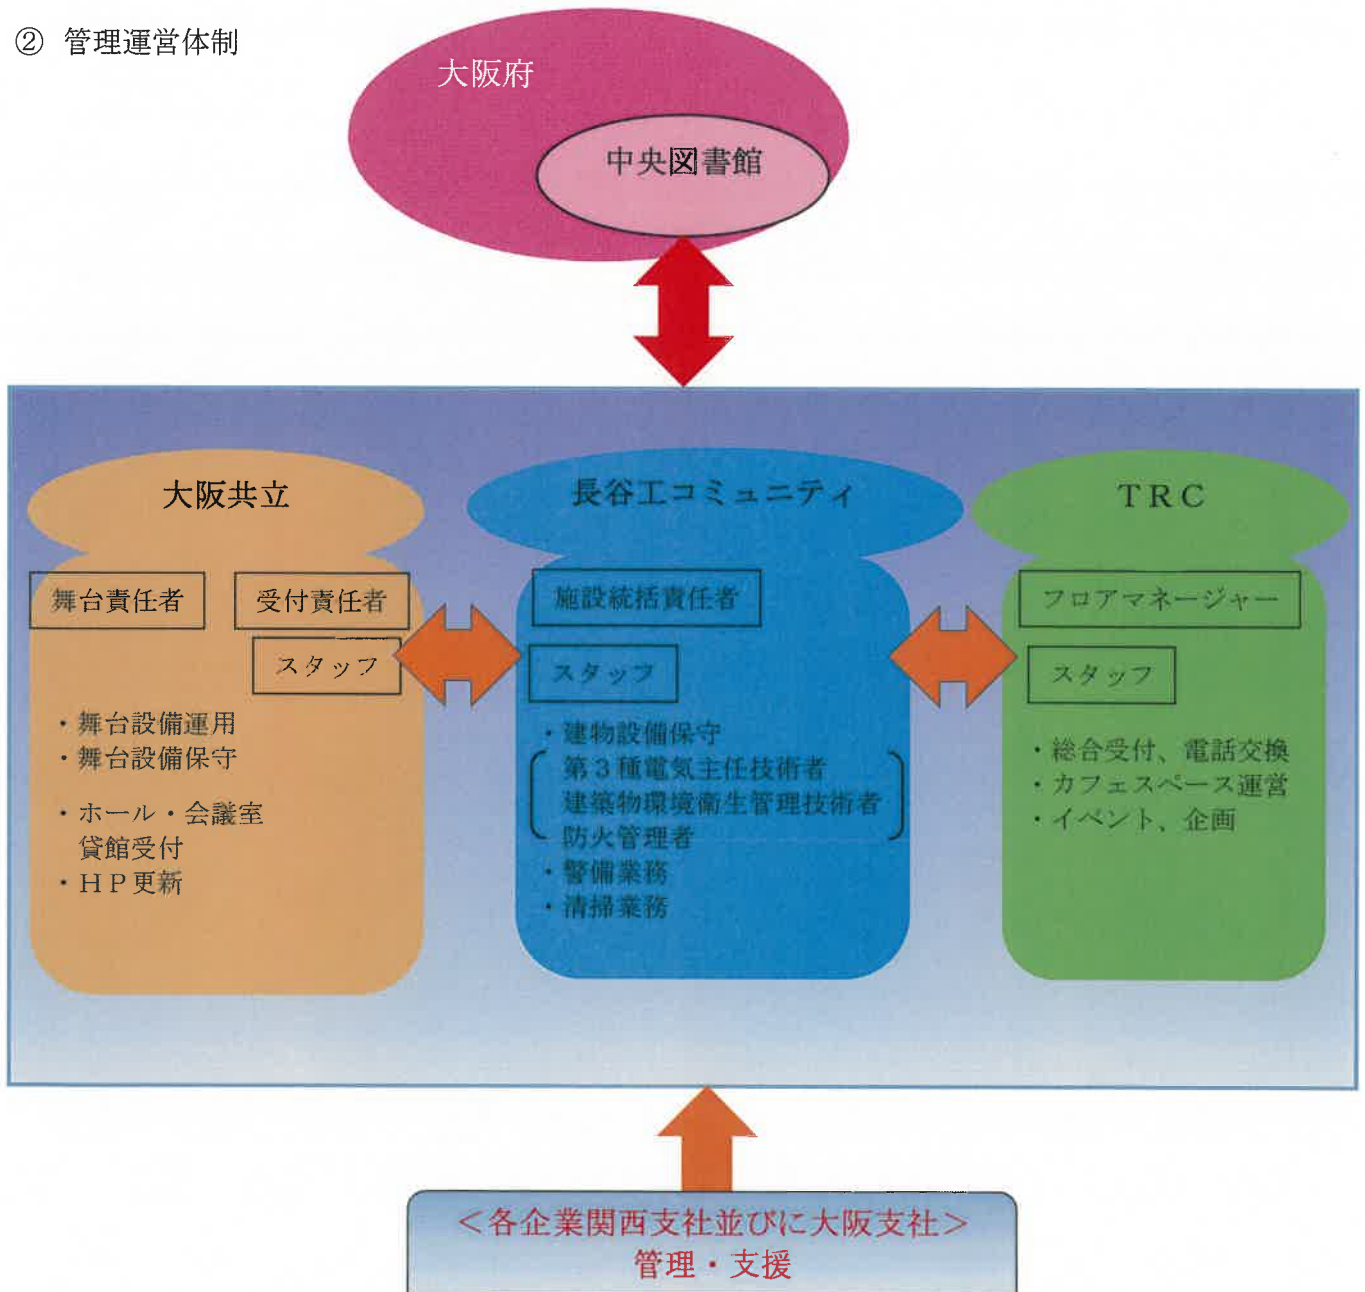 ② 管理運営体制
大阪府
中央図書館
大阪共立
舞台責任者
受付責任者
スタッフ
・舞台設備運用
・舞台設備保守
・ホール・会議室
貸館受付
・ＨＰ更新
長谷工コミュニティ
施設統括責任者
スタッフ
・建物設備保守
第３種電気主任技術者
建築物環境衛生管理技術者
防火管理者
・警備業務
・清掃業務
ＴＲＣ
フロアマネージャー
スタッフ
・総合受付、電話交換
・カフェスペース運営
・イベント、企画
＜各企業関西支社並びに大阪支社＞
管理・支援